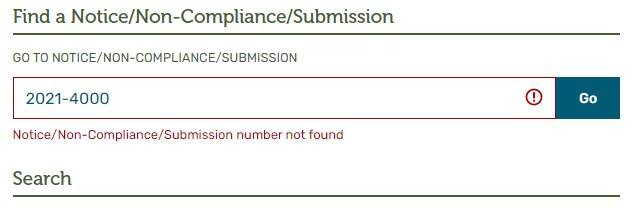 Find a Notice/Non-Compliance/Submission
GO TO NOTICE/NON-COMPLIANCE/SUBMISSION
2021-4000
Go
Notice/Non-Compliance/Submission number not found
Search